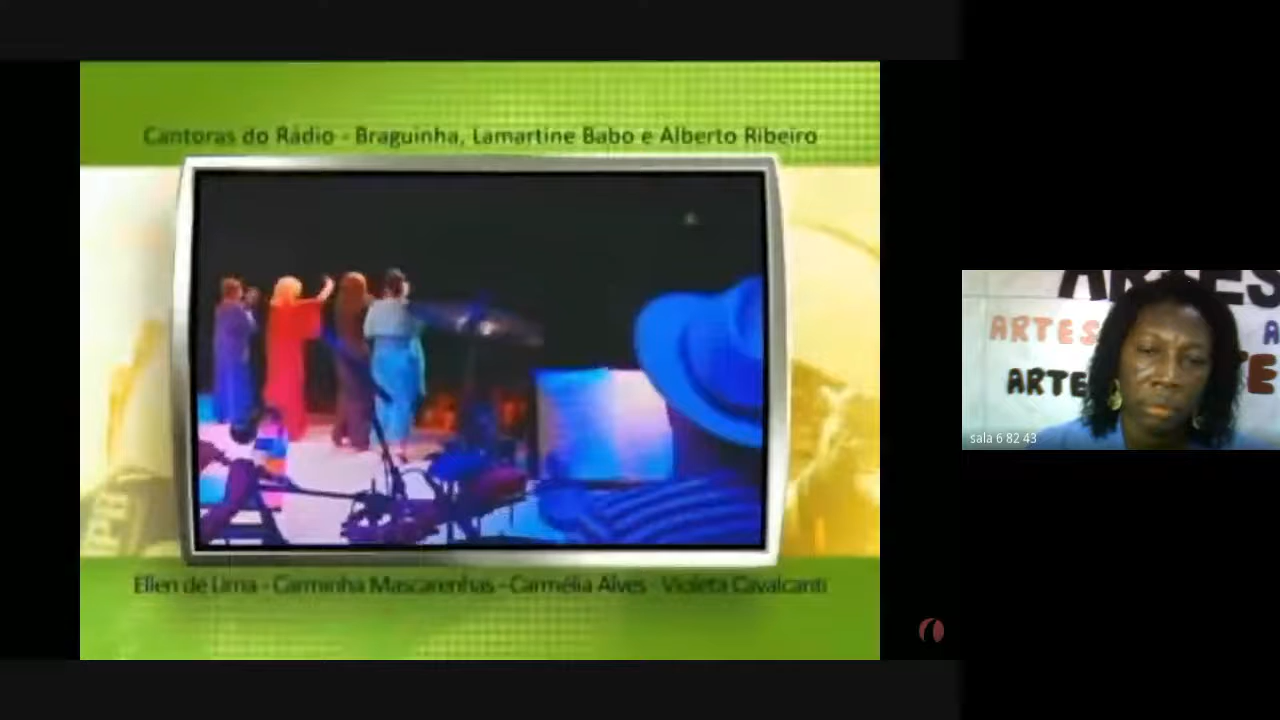 Cantoras do Rádio - Braguinha, Lamartine Babo e Alberto Ribeiro
Ellen de Lima - Carminha Mascarenhas - Carmélia Alves - Violeta Cavalcanti
ARTES
ARTES
ARTE
sala 6 82 43